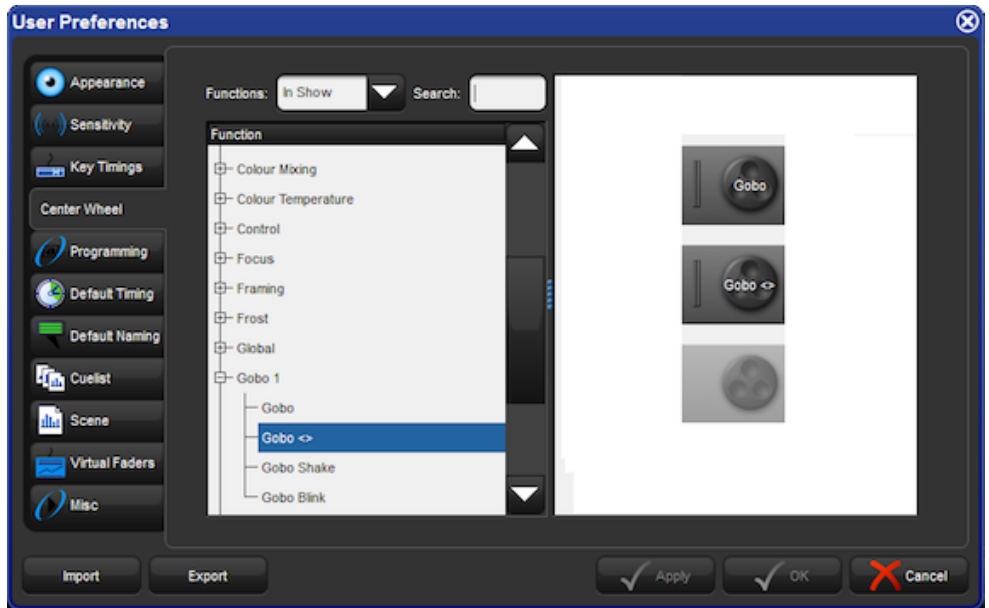 User Preferences
Appearance
Sensitivity
Key Timings
Center Wheel
Programming
Default Timing
Default Naming
Cuelist
Scene
Virtual Faders
Misc
Functions: In Show Search:
Function
Colour Mixing
Colour Temperature
Control
Focus
Framing
Frost
Global
Gobo 1
Gobo
Gobo <>
Gobo Shake
Gobo Blink
Gobo
Gobo <>
Import Export Apply OK Cancel